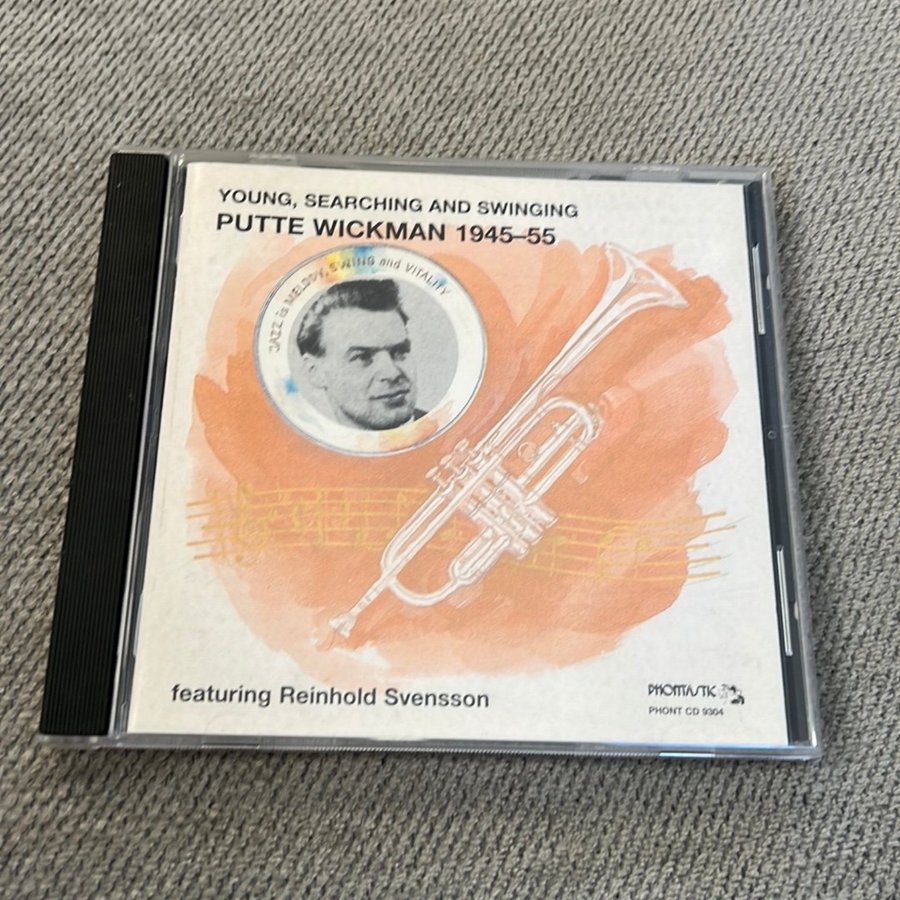 YOUNG, SEARCHING AND SWINGING
PUTTE WICKMAN 1945–55
JAZZ is MELODY, SWING and VITALITY
featuring Reinhold Svensson
PHONTASTIC
PHONT CD 9304